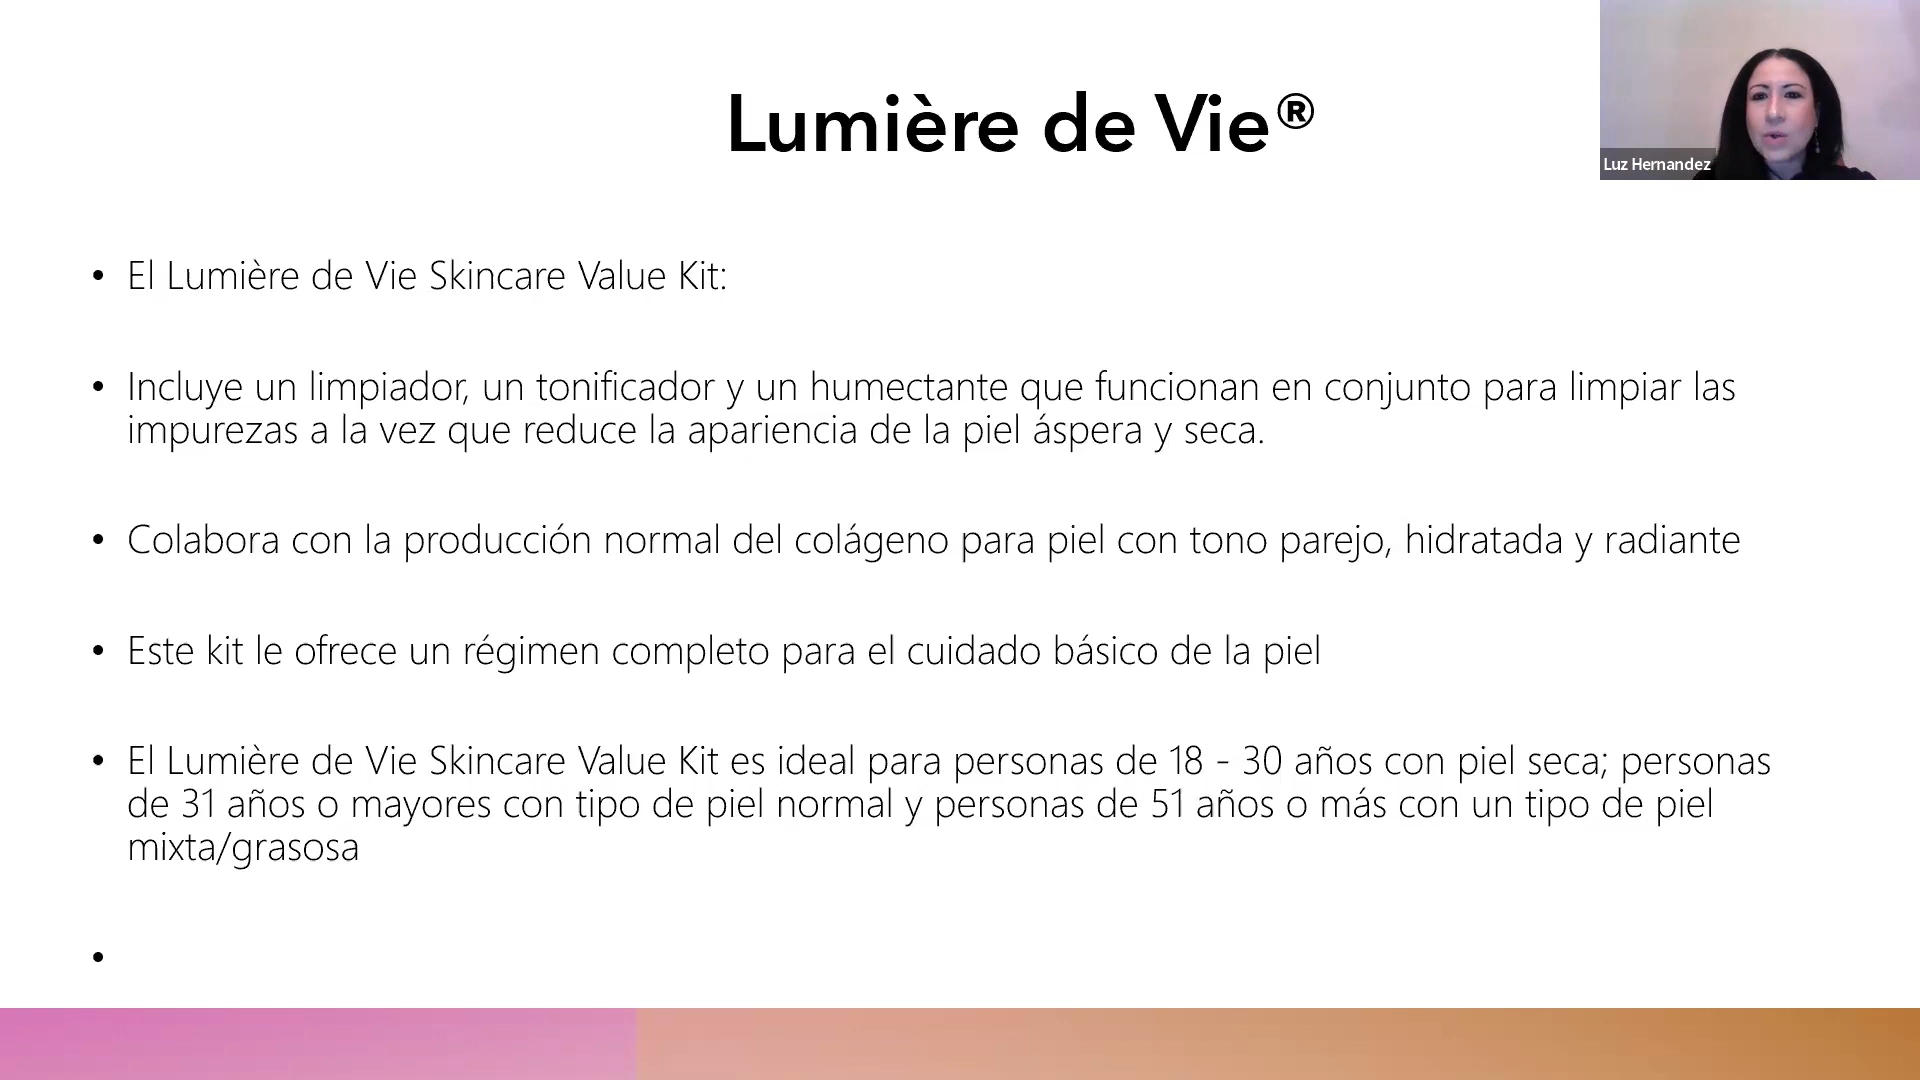 Lumière de Vie®
Luz Hernandez
• El Lumière de Vie Skincare Value Kit:
• Incluye un limpiador, un tonificador y un humectante que funcionan en conjunto para limpiar las
impurezas a la vez que reduce la apariencia de la piel áspera y seca.
• Colabora con la producción normal del colágeno para piel con tono parejo, hidratada y radiante
• Este kit le ofrece un régimen completo para el cuidado básico de la piel
• El Lumière de Vie Skincare Value Kit es ideal para personas de 18 - 30 años con piel seca; personas
de 31 años o mayores con tipo de piel normal y personas de 51 años o más con un tipo de piel
mixta/grasosa
•